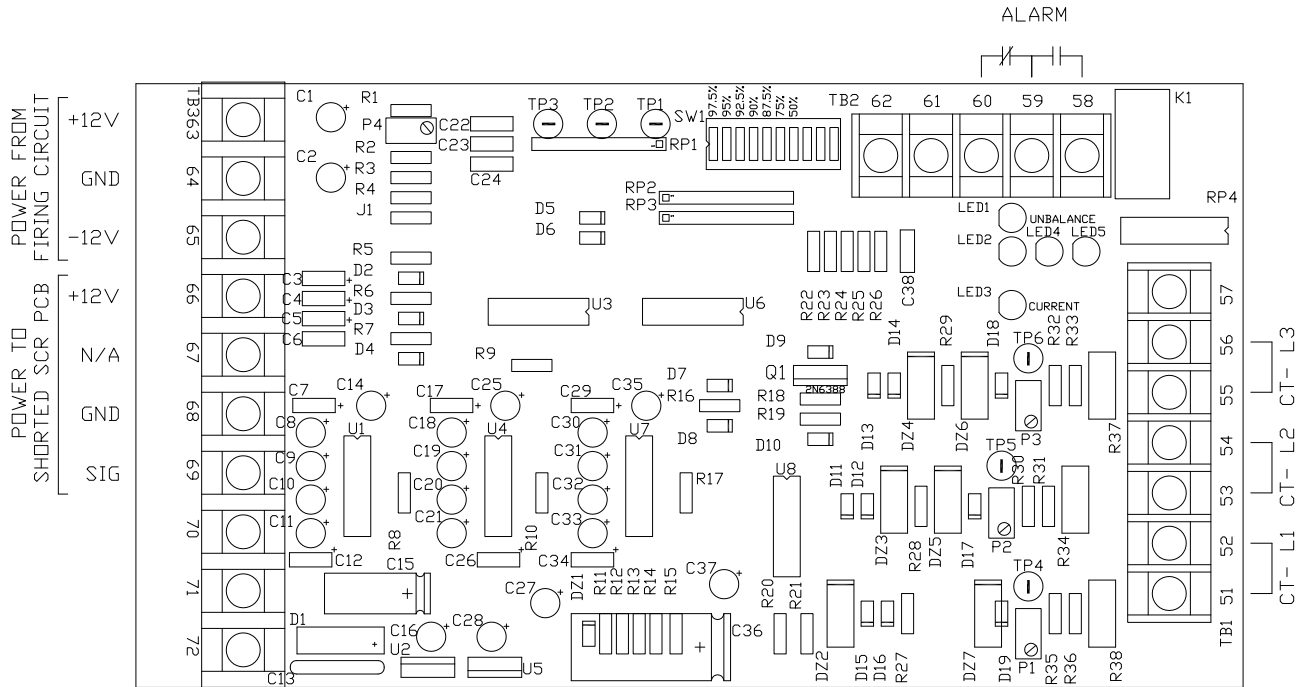 ALARM
POWER FROM
FIRING CIRCUIT
+12V
GND
-12V
POWER TO
SHORTED SCR PCB
+12V
N/A
GND
SIG
TB3
63
64
65
66
67
68
69
70
71
72
C1
C2
R1
P4
R2
R3
R4
J1
R5
D2
R6
D3
R7
D4
C3
C4
C5
C6
C22
C23
C24
TP3
TP2
TP1
RP1
SW1
97.5%
95%
92.5%
90%
87.5%
75%
50%
RP2
RP3
D5
D6
U3
U6
R9
TB2
62
61
60
59
58
K1
RP4
LED1
UNBALANCE
LED2
LED4
LED5
LED3
CURRENT
R22
R23
R24
R25
R26
C38
D9
Q1
2N6388
R18
R19
D10
D7
R16
D8
D13
D14
DZ4
R29
DZ6
D18
TP6
R32
R33
P3
R37
C7
C14
C8
U1
C9
C10
C11
C12
R8
C17
C25
C18
U4
C19
C20
C21
C26
R10
C29
C35
C30
U7
C31
C32
C33
C34
R17
U8
D11
D12
DZ3
R28
DZ5
D17
TP5
R30
R31
P2
R34
C15
C27
DZ1
R11
R12
R13
R14
R15
C37
C36
R20
R21
DZ2
D15
D16
R27
DZ7
D19
TP4
P1
R35
R36
R38
D1
C13
C16
U2
C28
U5
57
56
55
54
53
52
51
TB1
CT- L3
CT- L2
CT- L1